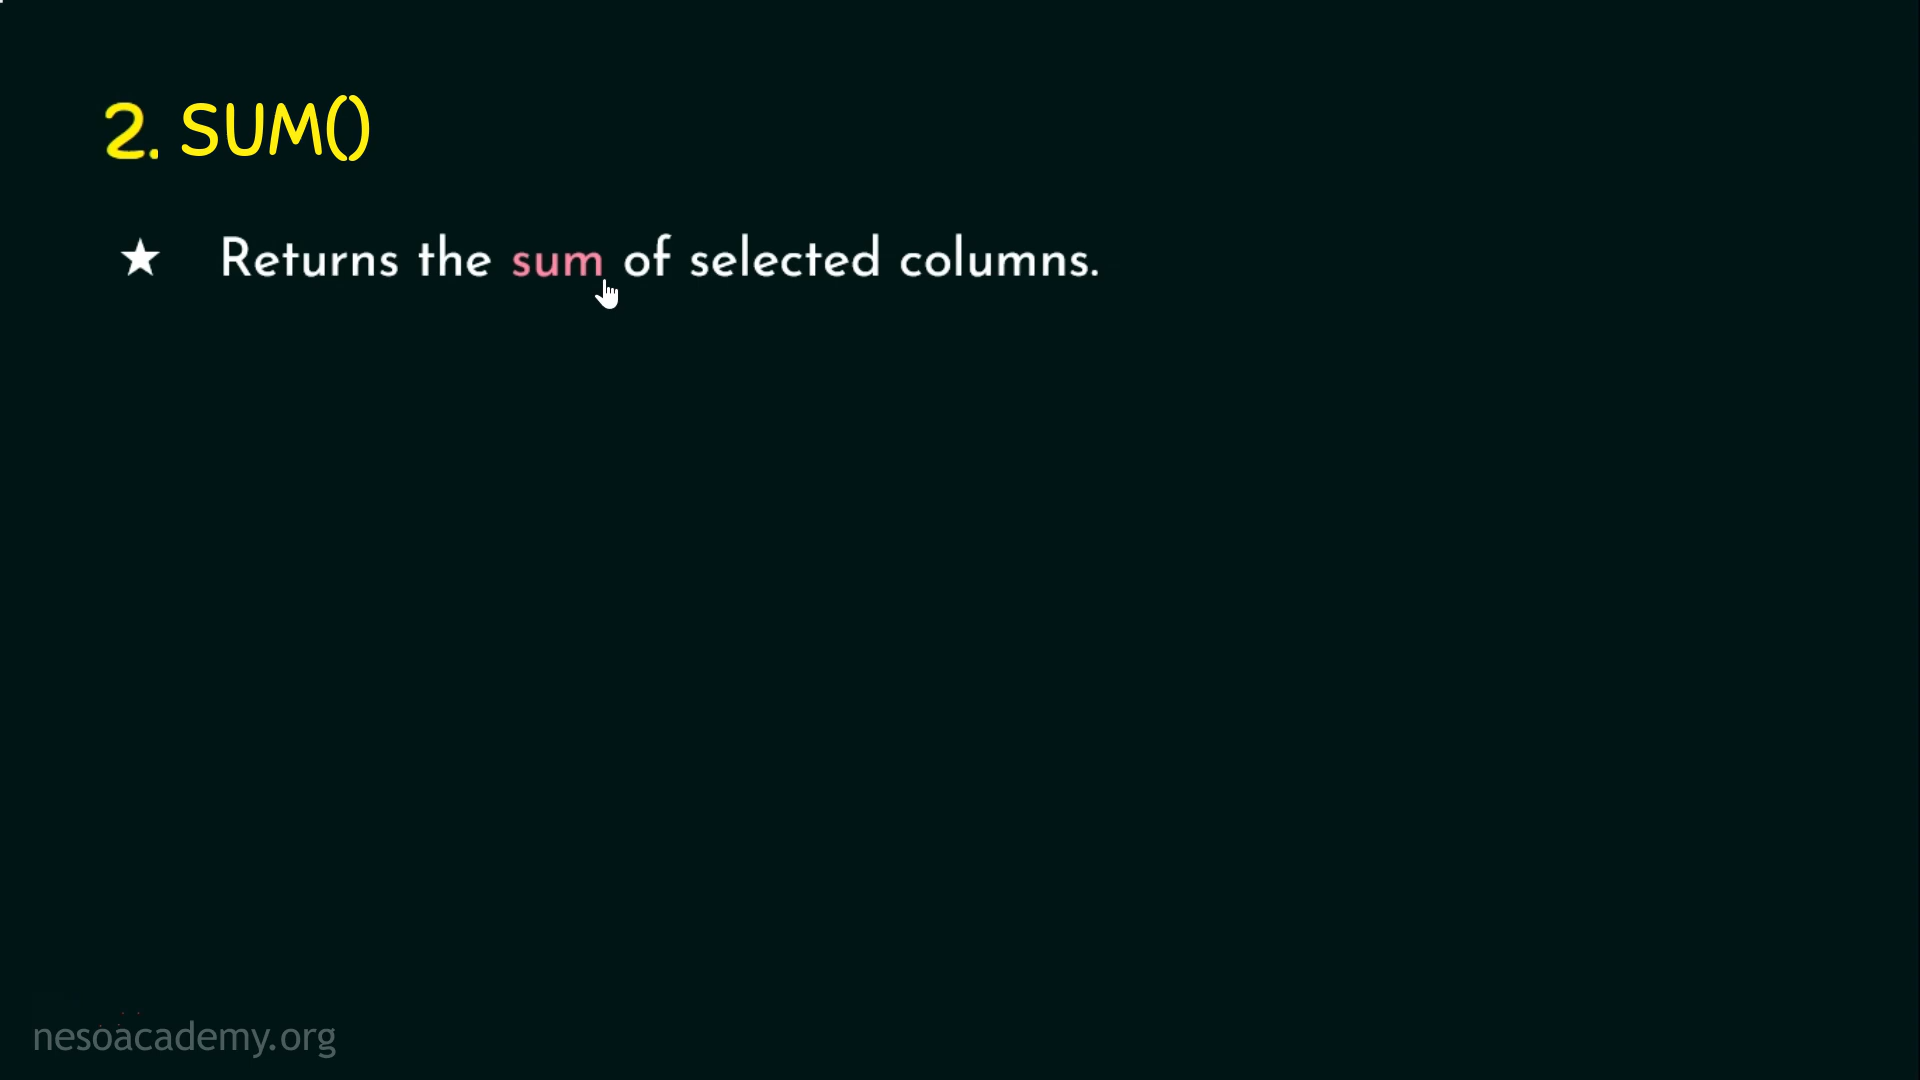 2. SUM()
★ Returns the sum of selected columns.
nesoacademy.org